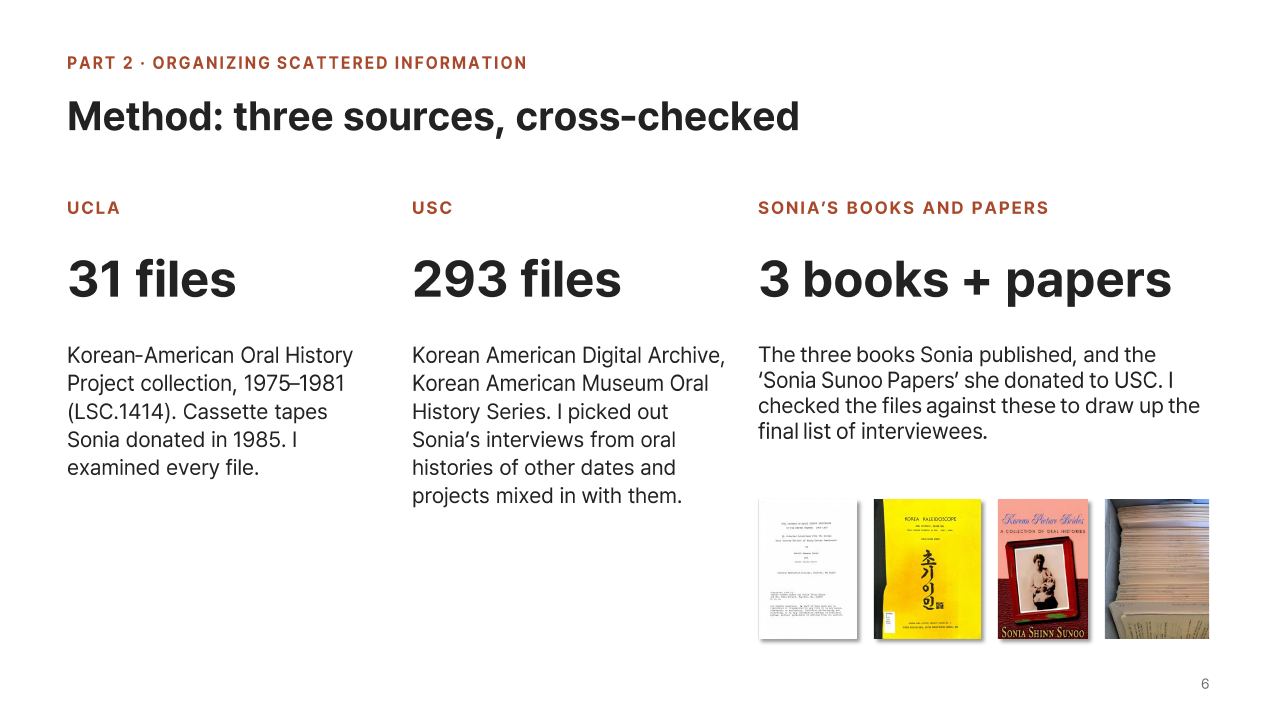 PART 2 · ORGANIZING SCATTERED INFORMATION
Method: three sources, cross-checked
UCLA
31 files
Korean-American Oral History
Project collection, 1975–1981
(LSC.1414). Cassette tapes
Sonia donated in 1985. I
examined every file.
USC
293 files
Korean American Digital Archive,
Korean American Museum Oral
History Series. I picked out
Sonia’s interviews from oral
histories of other dates and
projects mixed in with them.
SONIA’S BOOKS AND PAPERS
3 books + papers
The three books Sonia published, and the
‘Sonia Sunoo Papers’ she donated to USC. I
checked the files against these to draw up the
final list of interviewees.
KOREA KALEIDOSCOPE
초기이민
Korean Picture Brides
A COLLECTION OF ORAL HISTORIES
SONIA SHINN SUNOO
6